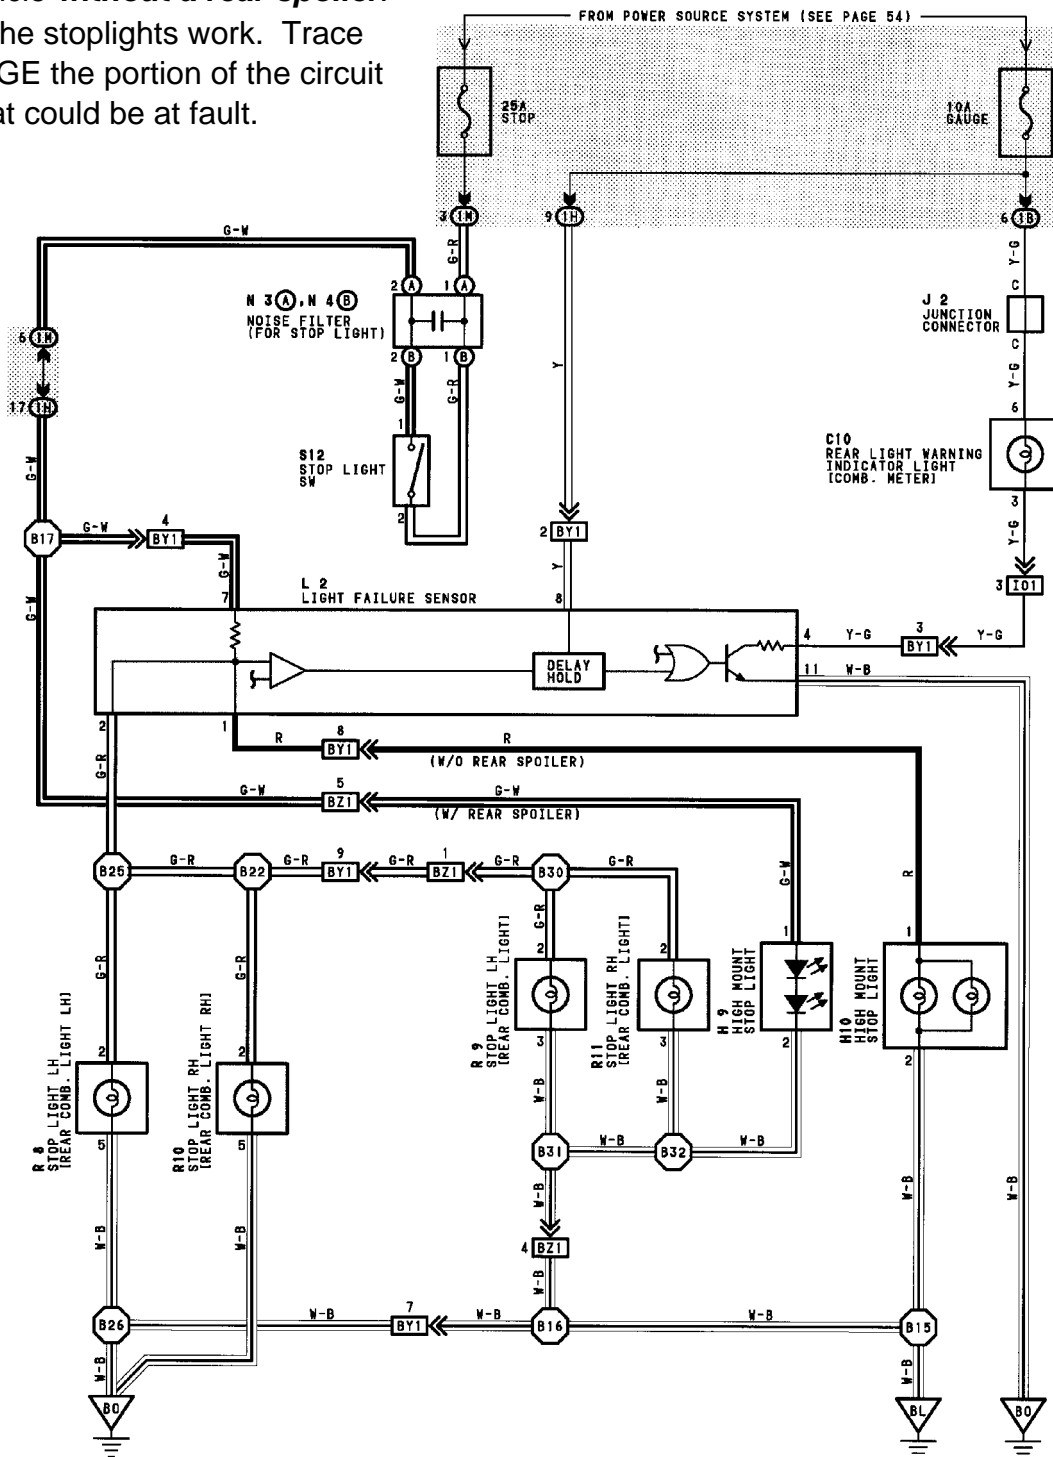 without a rear spoiler.
he stoplights work. Trace
GE the portion of the circuit
at could be at fault.
FROM POWER SOURCE SYSTEM (SEE PAGE 54)
25A
STOP
10A
GAUGE
3 1M
9 1H
6 1B
G-W
G-R
Y-G
2 A
1 A
N 3 A , N 4 B
NOISE FILTER
(FOR STOP LIGHT)
C
J 2
JUNCTION
CONNECTOR
C
6 1M
2 B
1 B
Y
Y-G
17 1H
G-W
G-R
6
1
S12
STOP LIGHT
SW
C10
REAR LIGHT WARNING
INDICATOR LIGHT
[COMB. METER]
G-W
2
3
B17
G-W
4
BY1
2 BY1
Y-G
G-W
G-W
Y
3 IO1
L 2
LIGHT FAILURE SENSOR
7
8
4
Y-G
3
BY1
Y-G
DELAY
HOLD
11
W-B
2
1
R
8
BY1
R
(W/O REAR SPOILER)
G-R
G-W
5
BZ1
G-W
(W/ REAR SPOILER)
B25
G-R
B22
G-R
9
BY1
G-R
1
BZ1
G-R
B30
G-R
G-W
R
G-R
G-R
G-R
2
2
1
1
R 9
STOP LIGHT LH
[REAR COMB. LIGHT]
R11
STOP LIGHT RH
[REAR COMB. LIGHT]
H 9
HIGH MOUNT
STOP LIGHT
H10
HIGH MOUNT
STOP LIGHT
3
3
2
2
2
2
R 8
STOP LIGHT LH
[REAR COMB. LIGHT LH]
R10
STOP LIGHT RH
[REAR COMB. LIGHT RH]
W-B
W-B
5
5
B31
W-B
B32
W-B
W-B
W-B
W-B
W-B
W-B
4 BZ1
W-B
B26
W-B
7
BY1
W-B
B16
W-B
B15
W-B
W-B
BO
BL
BO